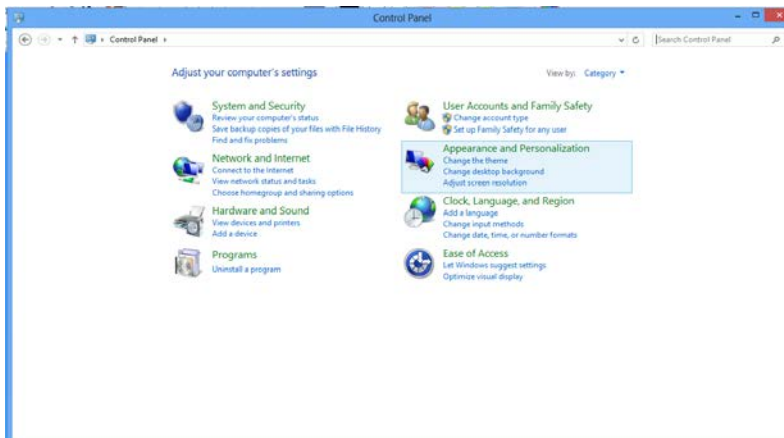 Control Panel
Control Panel
Search Control Panel
Adjust your computer's settings
View by: Category
System and Security
Review your computer's status
Save backup copies of your files with File History
Find and fix problems
Network and Internet
Connect to the Internet
View network status and tasks
Choose homegroup and sharing options
Hardware and Sound
View devices and printers
Add a device
Programs
Uninstall a program
User Accounts and Family Safety
Change account type
Set up Family Safety for any user
Appearance and Personalization
Change the theme
Change desktop background
Adjust screen resolution
Clock, Language, and Region
Add a language
Change input methods
Change date, time, or number formats
Ease of Access
Let Windows suggest settings
Optimize visual display